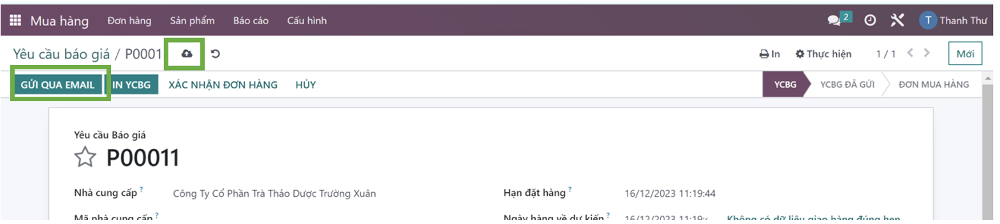 Mua hàng Đơn hàng Sản phẩm Báo cáo Cấu hình 2 T Thanh Thư
Yêu cầu báo giá / P0001 In Thực hiện 1 / 1 Mới
GỬI QUA EMAIL IN YCBG XÁC NHẬN ĐƠN HÀNG HỦY YCBG YCBG ĐÃ GỬI ĐƠN MUA HÀNG
Yêu cầu Báo giá
P00011
Nhà cung cấp ? Công Ty Cổ Phần Trà Thảo Dược Trường Xuân Hạn đặt hàng ? 16/12/2023 11:19:44
Mã nhà cung cấp ? Ngày hàng về dự kiến ? 16/12/2023 11:19: Không có dữ liệu giao hàng đúng hẹn